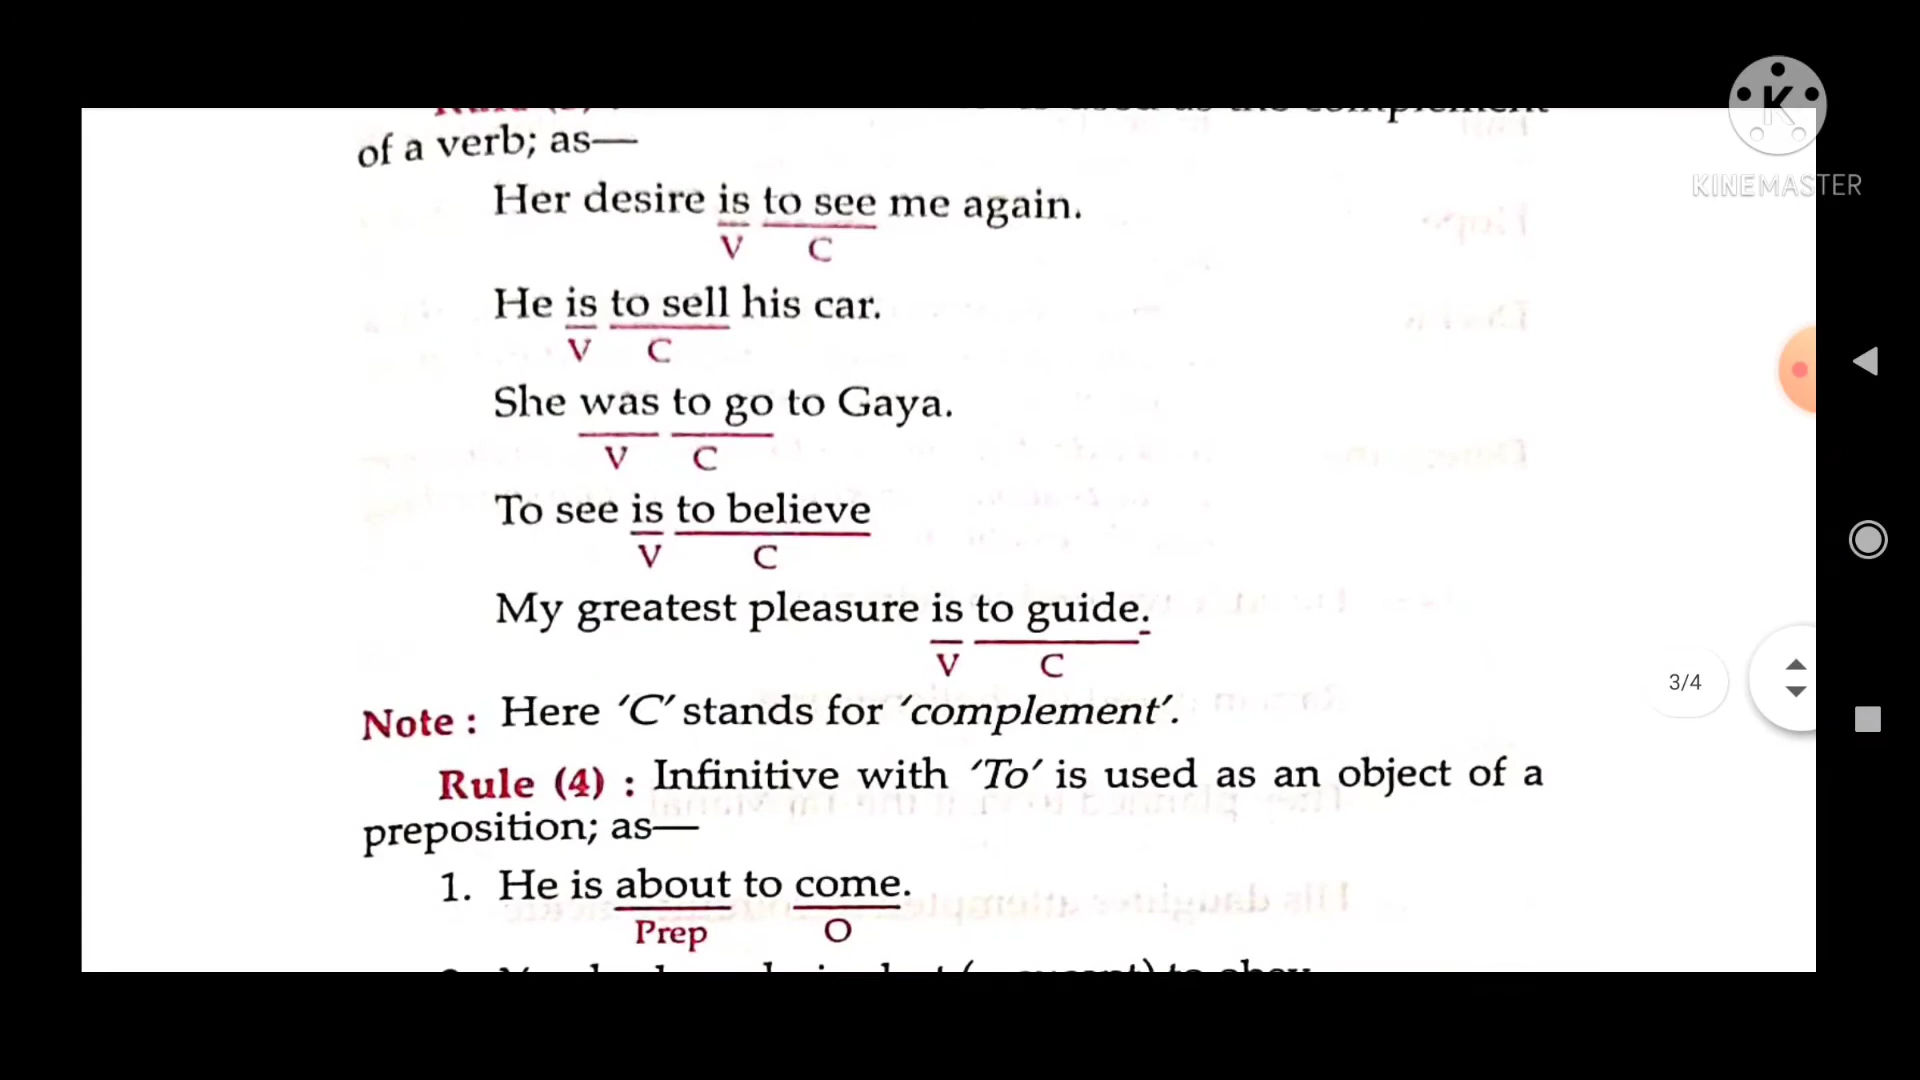 of a verb; as—
Her desire is to see me again.
V C
He is to sell his car.
V C
She was to go to Gaya.
V C
To see is to believe
V C
My greatest pleasure is to guide.
V C
Note : Here ‘C’ stands for ‘complement’.
Rule (4) : Infinitive with ‘To’ is used as an object of a
preposition; as—
1. He is about to come.
Prep O
K
KINEMASTER
3/4